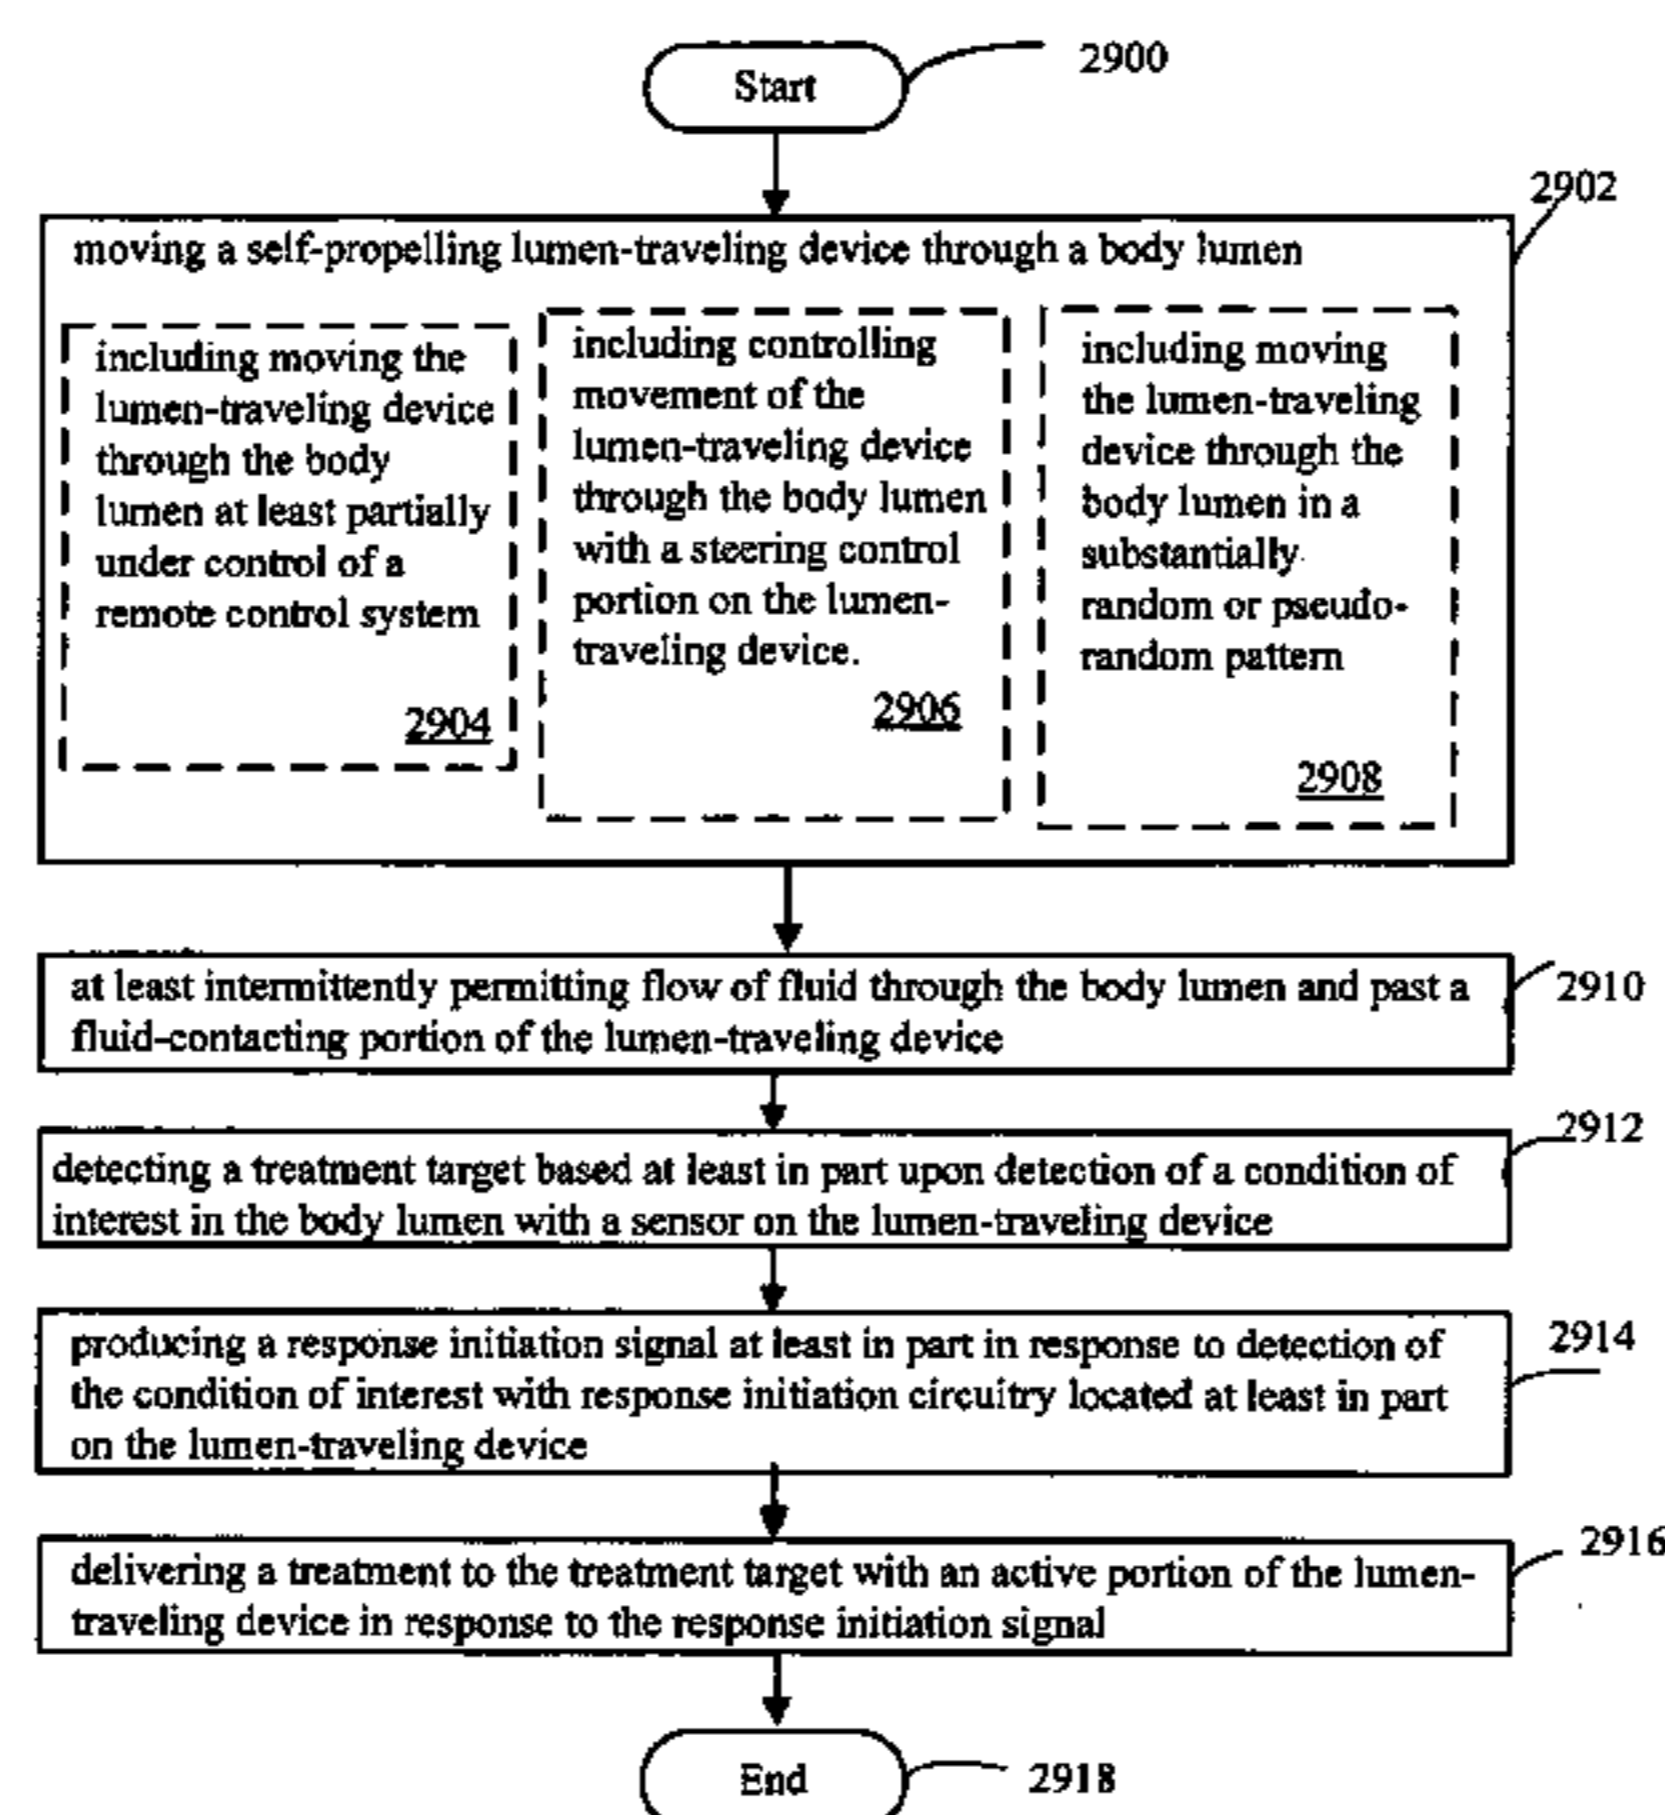 Start
2900
2902
moving a self-propelling lumen-traveling device through a body lumen
including moving the
lumen-traveling device
through the body
lumen at least partially
under control of a
remote control system
2904
including controlling
movement of the
lumen-traveling device
through the body lumen
with a steering control
portion on the lumen-
traveling device.
2906
including moving
the lumen-traveling
device through the
body lumen in a
substantially
random or pseudo-
random pattern
2908
at least intermittently permitting flow of fluid through the body lumen and past a
fluid-contacting portion of the lumen-traveling device
2910
detecting a treatment target based at least in part upon detection of a condition of
interest in the body lumen with a sensor on the lumen-traveling device
2912
producing a response initiation signal at least in part in response to detection of
the condition of interest with response initiation circuitry located at least in part
on the lumen-traveling device
2914
delivering a treatment to the treatment target with an active portion of the lumen-
traveling device in response to the response initiation signal
2916
End
2918